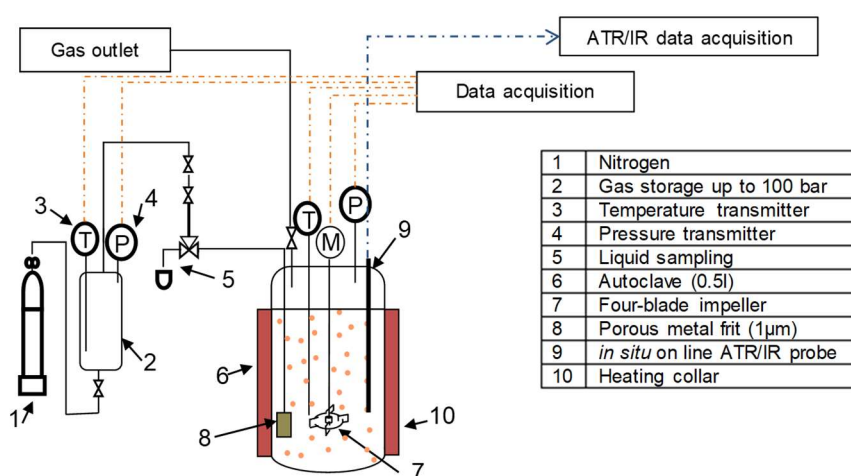 ATR/IR data acquisition
Gas outlet
Data acquisition
1 Nitrogen
2 Gas storage up to 100 bar
3 Temperature transmitter
4 Pressure transmitter
5 Liquid sampling
6 Autoclave (0.5l)
7 Four-blade impeller
8 Porous metal frit (1µm)
9 in situ on line ATR/IR probe
10 Heating collar
3
4
T
P
T
P
M
9
5
2
6
1
8
10
7